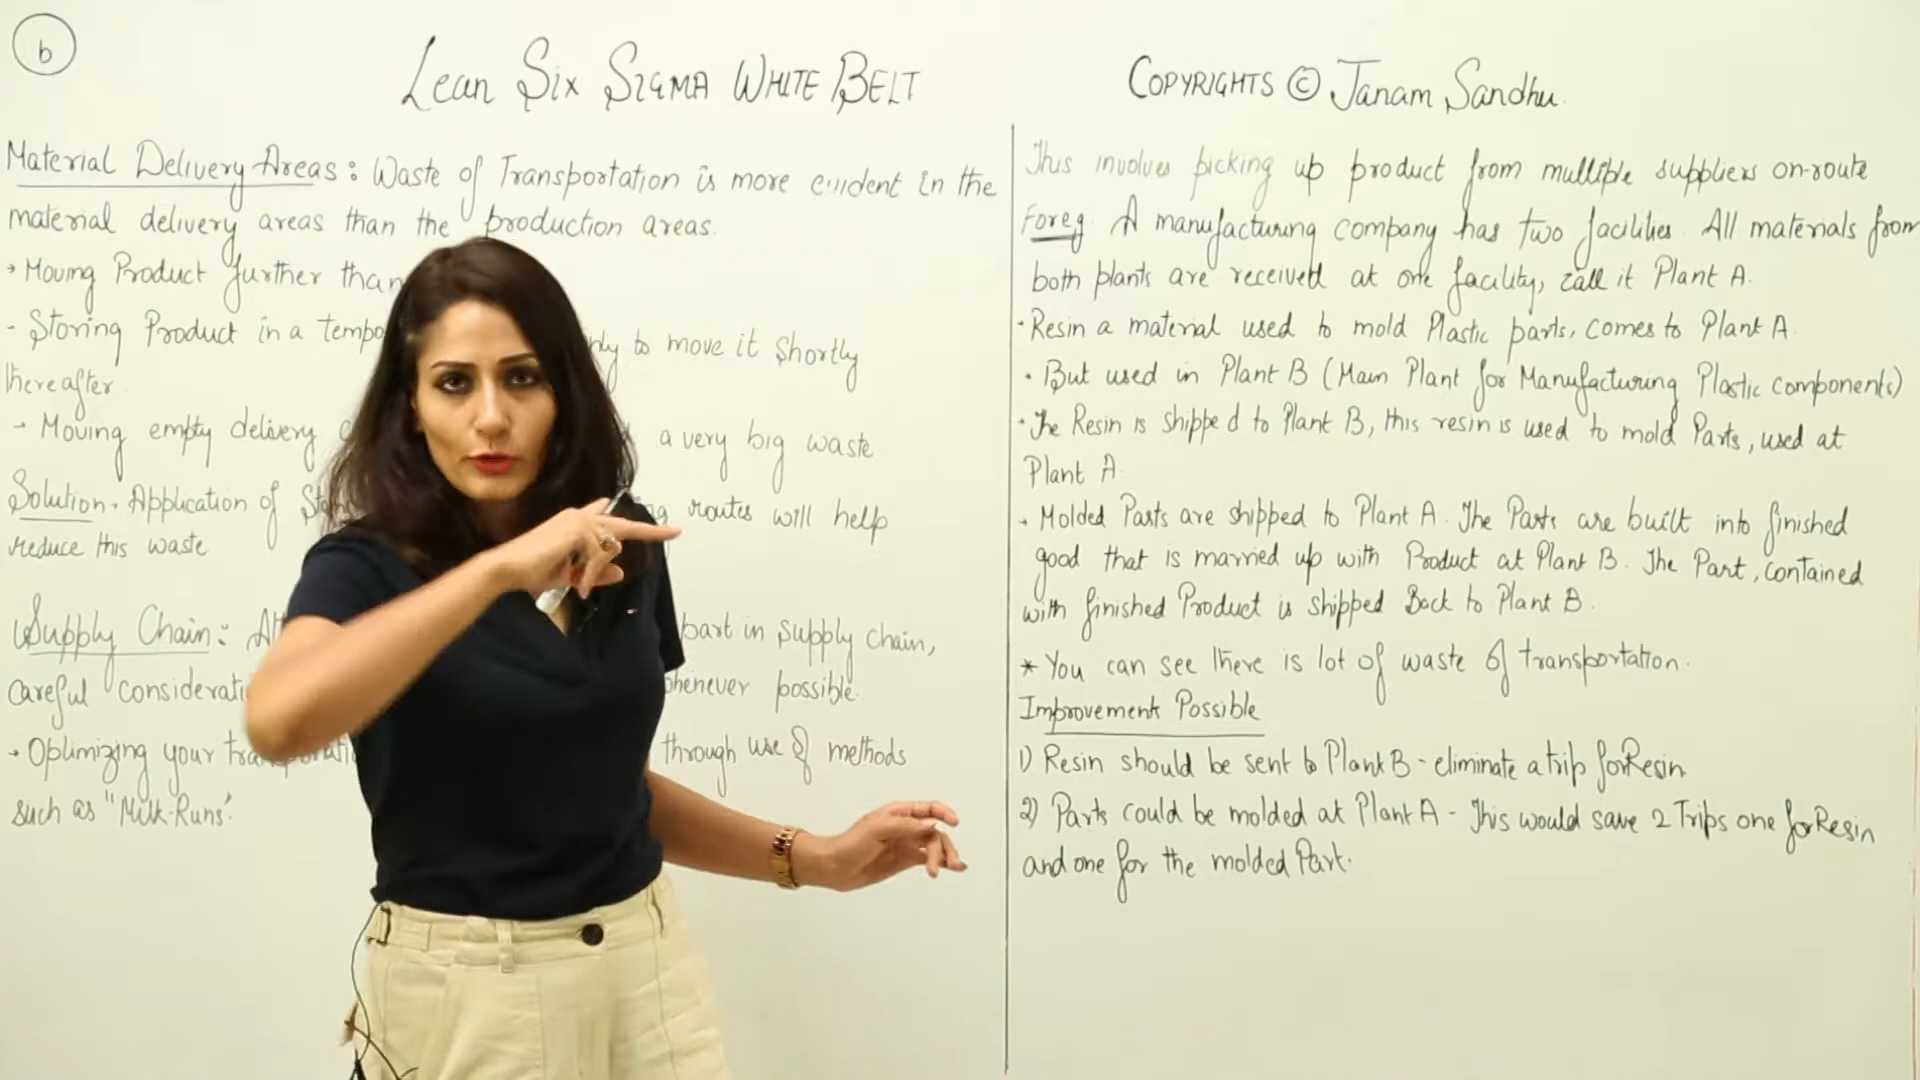 b
Lean Six SIGMA WHITE BELT
COPYRIGHTS © Janam Sandhu.
Material Delivery Areas: Waste of Transportation is more evident in the
material delivery areas than the production areas.
Moving Product further than
- Storing Product in a to move it Shortly
thereafter
- Moving empty delivery a very big waste
Solution - Application of routes will help
reduce this waste
Supply Chain: part in supply chain,
Careful whenever possible
Optimizing your through use of methods
such as "Milk-Runs".
This involves picking up product from multiple suppliers on-route
For eg. A manufacturing company has two facilities. All materials from
both plants are received at one facility, call it Plant A.
· Resin a material used to mold Plastic parts, comes to Plant A.
· But used in Plant B (Main Plant for Manufacturing Plastic components)
· The Resin is shipped to Plant B, this resin is used to mold Parts, used at
Plant A.
Molded Parts are shipped to Plant A. The Parts are built into finished
good that is married up with Product at Plant B. The Part, contained
with finished Product is shipped Back to Plant B.
* You can see there is lot of waste of transportation.
Improvement Possible
1) Resin should be sent to Plant B - eliminate a trip for Resin
2) Parts could be molded at Plant A - This would save 2 Trips one for Resin
and one for the molded Part.